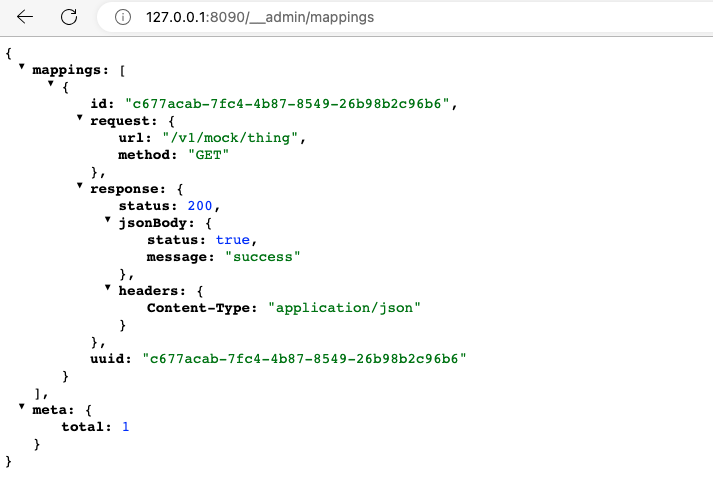 127.0.0.1:8090/__admin/mappings
{
mappings: [
{
id: "c677acab-7fc4-4b87-8549-26b98b2c96b6",
request: {
url: "/v1/mock/thing",
method: "GET"
},
response: {
status: 200,
jsonBody: {
status: true,
message: "success"
},
headers: {
Content-Type: "application/json"
}
},
uuid: "c677acab-7fc4-4b87-8549-26b98b2c96b6"
}
],
meta: {
total: 1
}
}